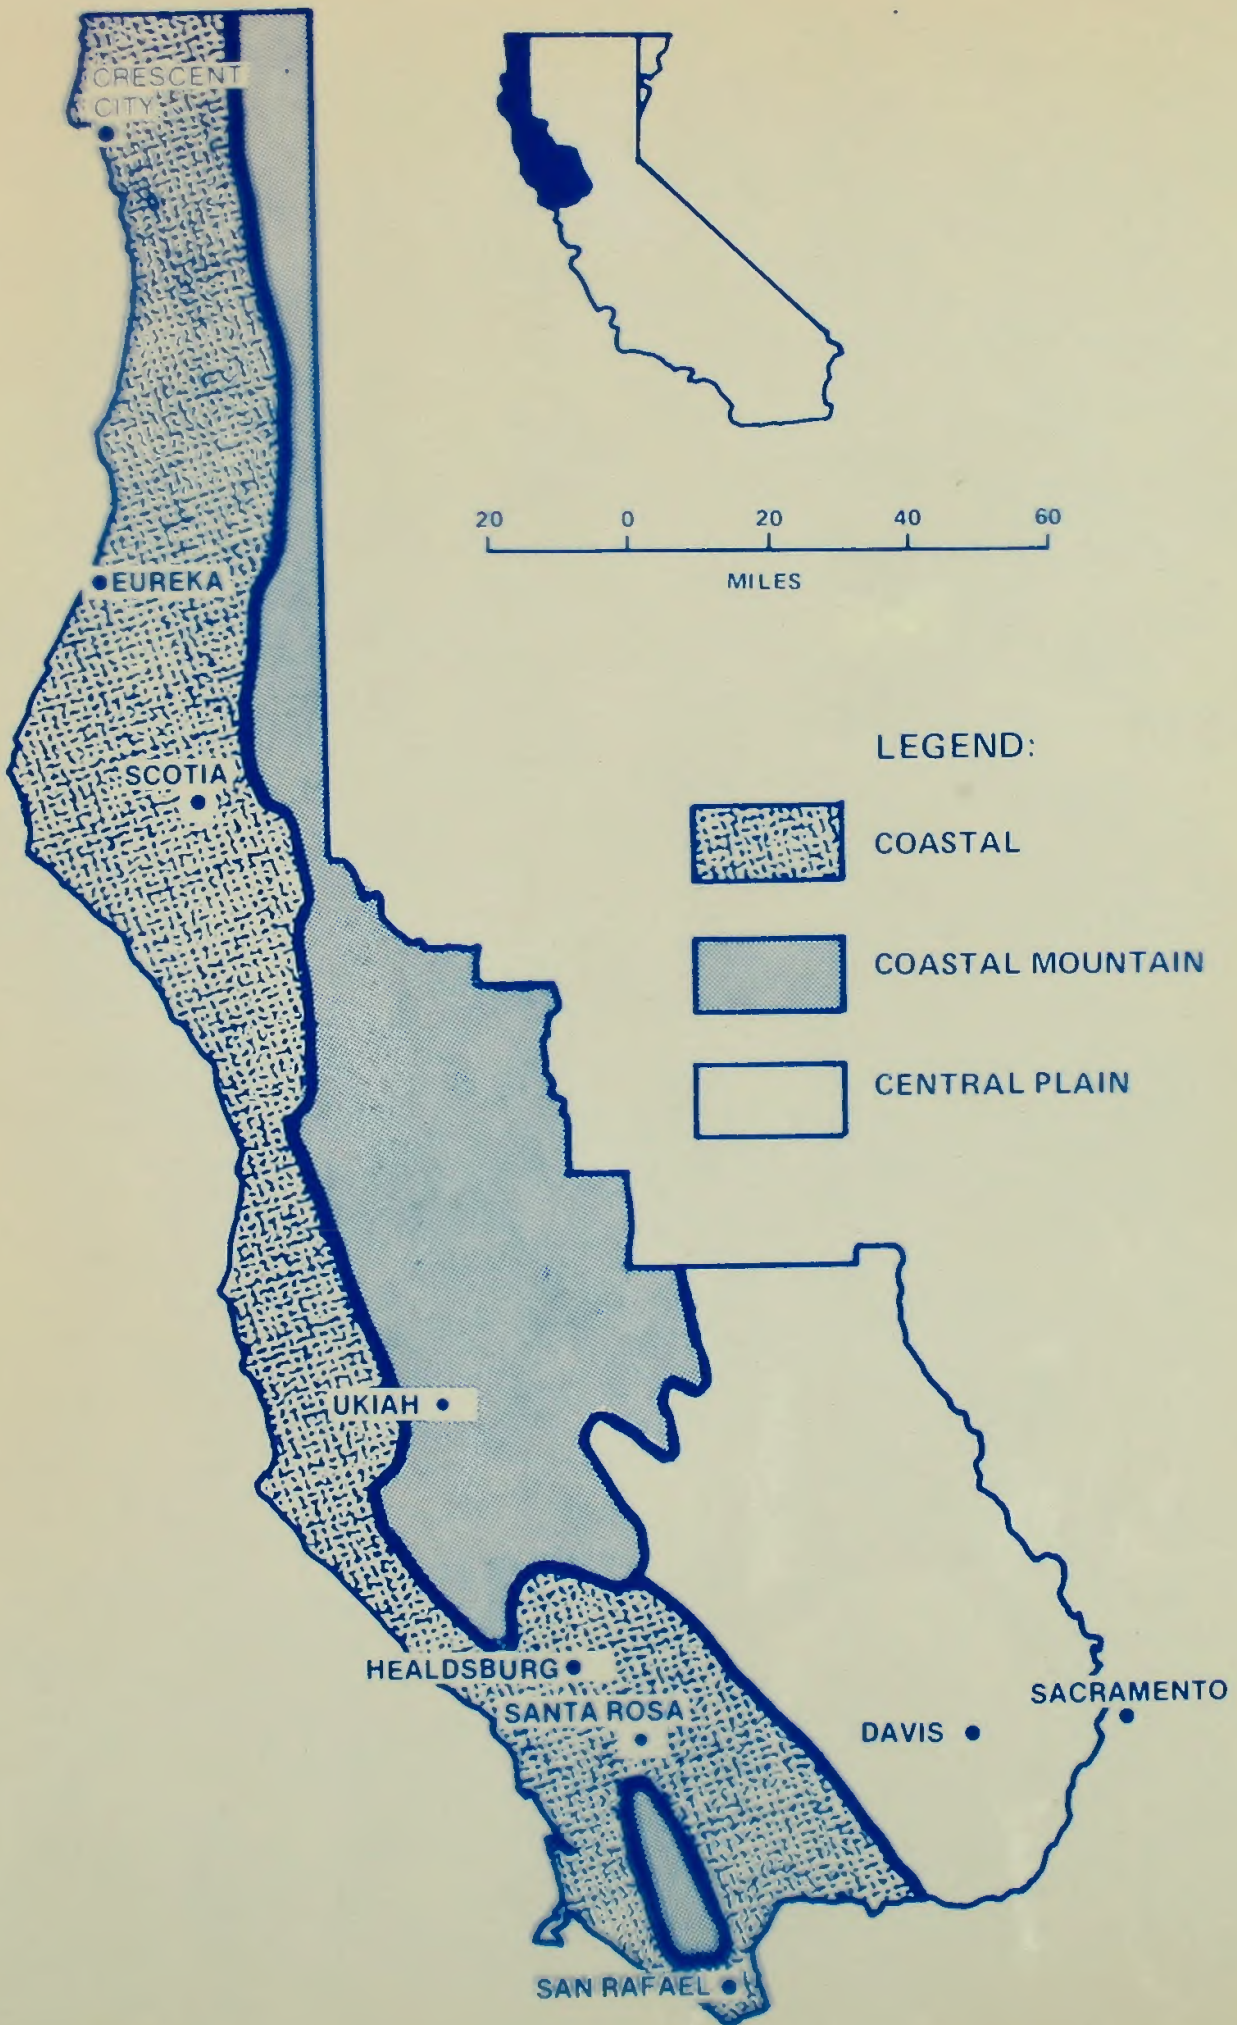 CRESCENT
CITY
20 0 20 40 60
MILES
EUREKA
LEGEND:
SCOTIA
COASTAL
COASTAL MOUNTAIN
CENTRAL PLAIN
UKIAH
HEALDSBURG
SANTA ROSA
SACRAMENTO
DAVIS
SAN RAFAEL